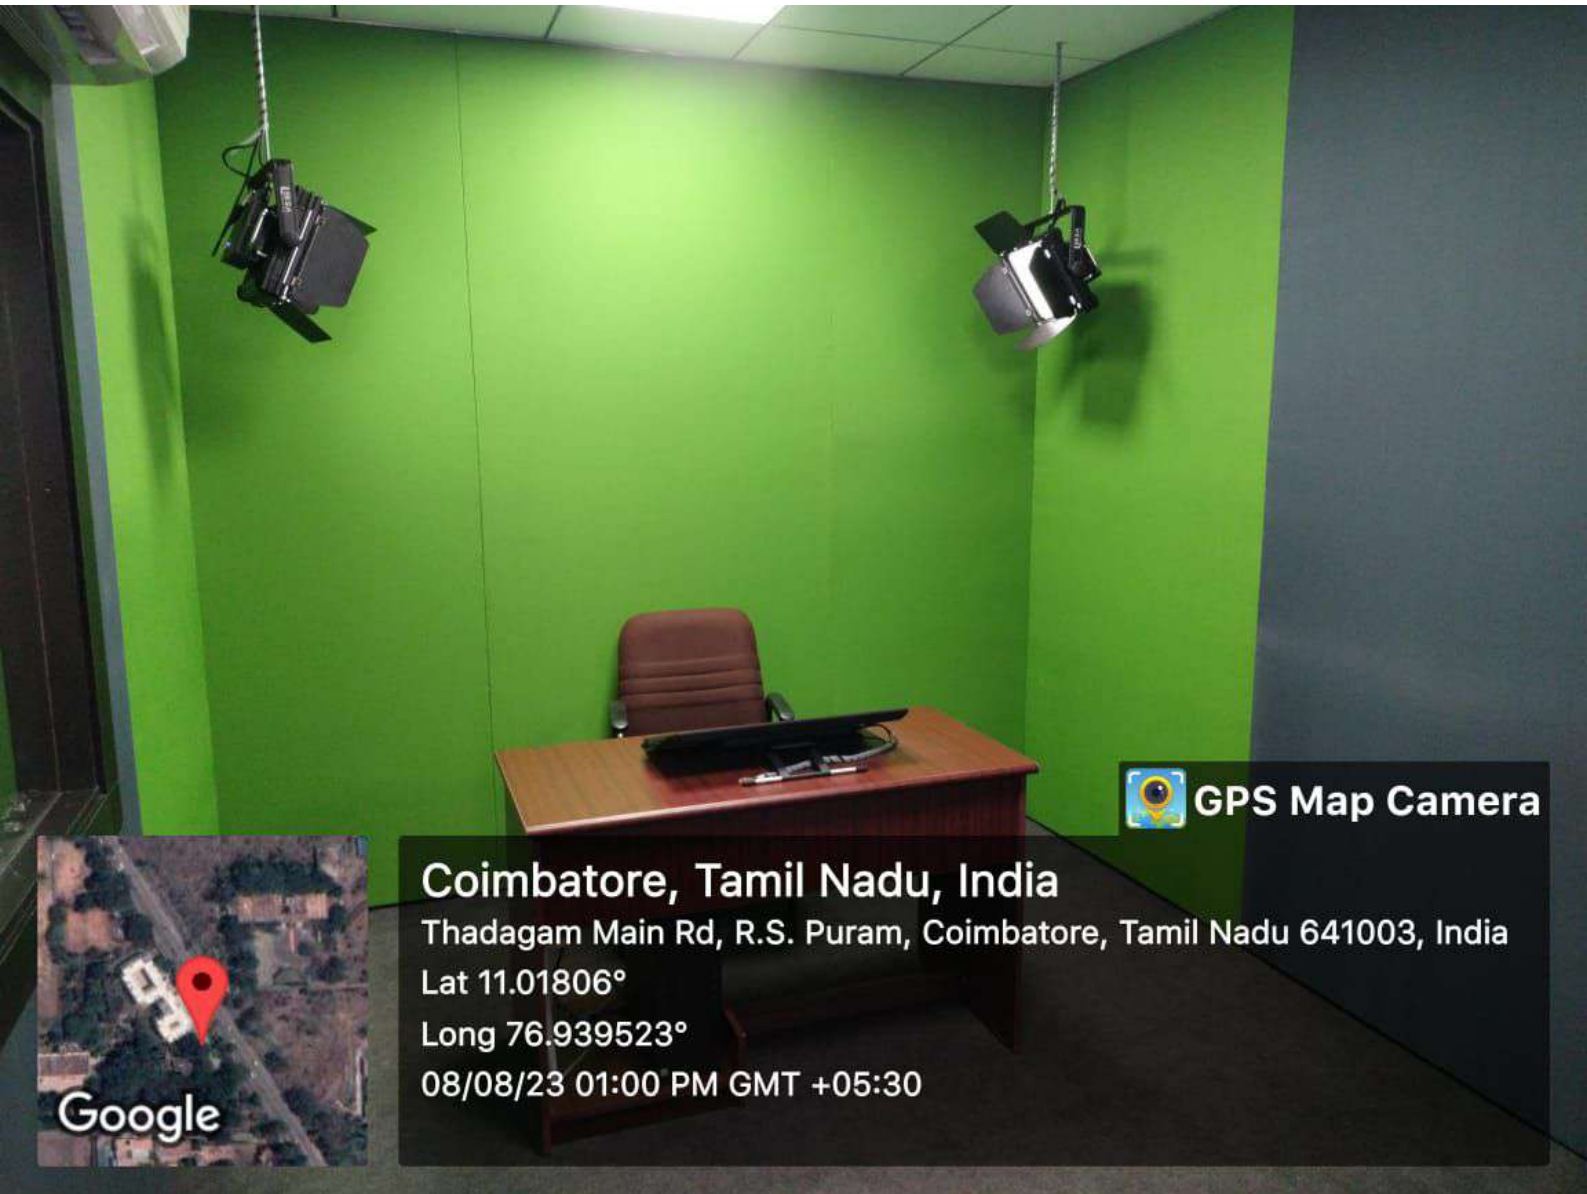 GPS Map Camera
Coimbatore, Tamil Nadu, India
Thadagam Main Rd, R.S. Puram, Coimbatore, Tamil Nadu 641003, India
Lat 11.01806°
Long 76.939523°
08/08/23 01:00 PM GMT +05:30
Google